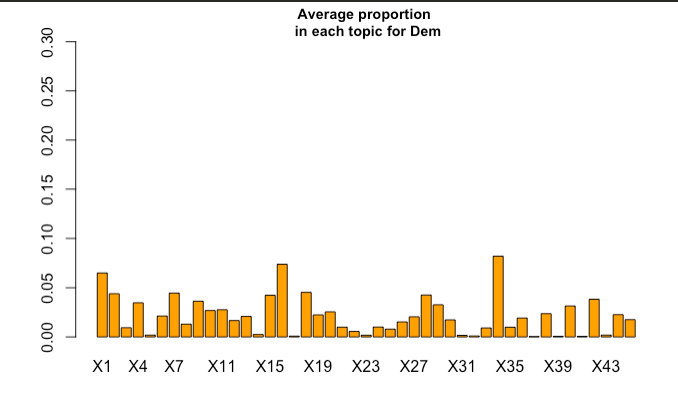 Average proportion
in each topic for Dem
0.30
0.25
0.20
0.15
0.10
0.05
0.00
X1 X4 X7 X11 X15 X19 X23 X27 X31 X35 X39 X43